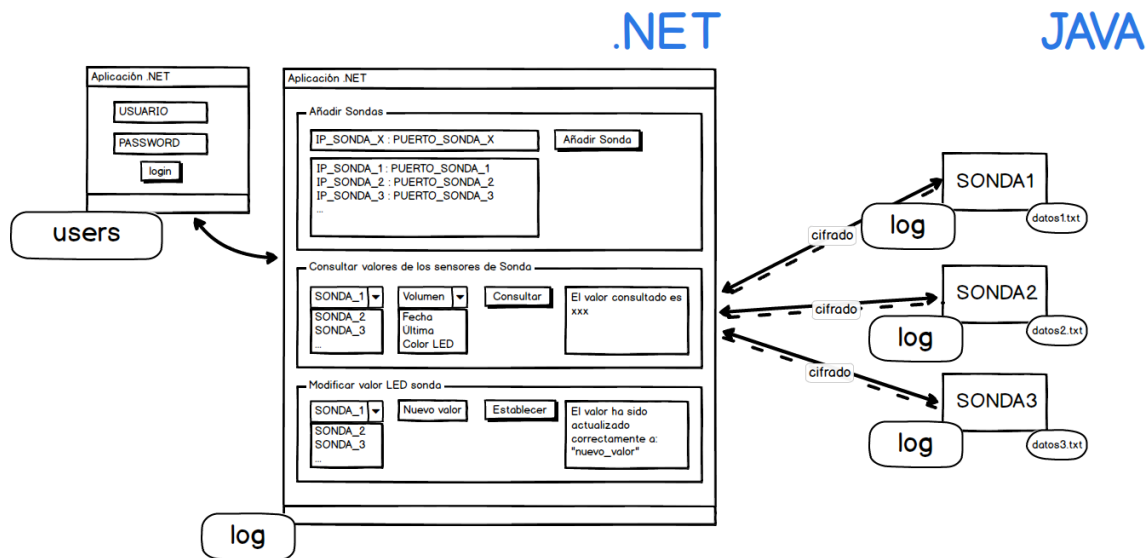 .NET
JAVA
Aplicación .NET
USUARIO
PASSWORD
login
users
Aplicación .NET
Añadir Sondas
IP_SONDA_X : PUERTO_SONDA_X
Añadir Sonda
IP_SONDA_1 : PUERTO_SONDA_1
IP_SONDA_2 : PUERTO_SONDA_2
IP_SONDA_3 : PUERTO_SONDA_3
...
Consultar valores de los sensores de Sonda
SONDA_1
SONDA_2
SONDA_3
...
Volumen
Fecha
Última
Color LED
Consultar
El valor consultado es
xxx
Modificar valor LED sonda
SONDA_1
SONDA_2
SONDA_3
...
Nuevo valor
Establecer
El valor ha sido
actualizado
correctamente a:
"nuevo_valor"
log
cifrado
SONDA1
log
datos1.txt
cifrado
SONDA2
log
datos2.txt
cifrado
SONDA3
log
datos3.txt